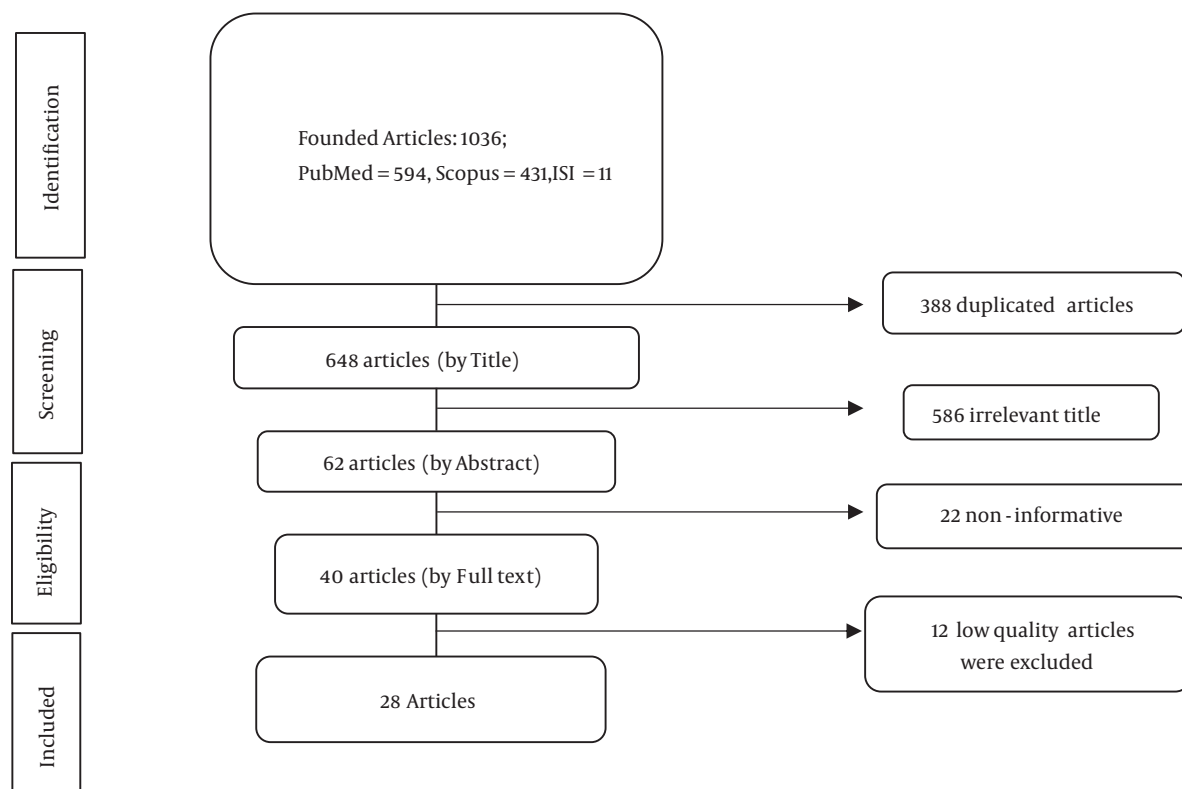 Identification
Founded Articles: 1036;
PubMed = 594, Scopus = 431,ISI = 11
388 duplicated articles
Screening
648 articles (by Title)
586 irrelevant title
62 articles (by Abstract)
Eligibility
22 non-informative
40 articles (by Full text)
12 low quality articles
were excluded
Included
28 Articles